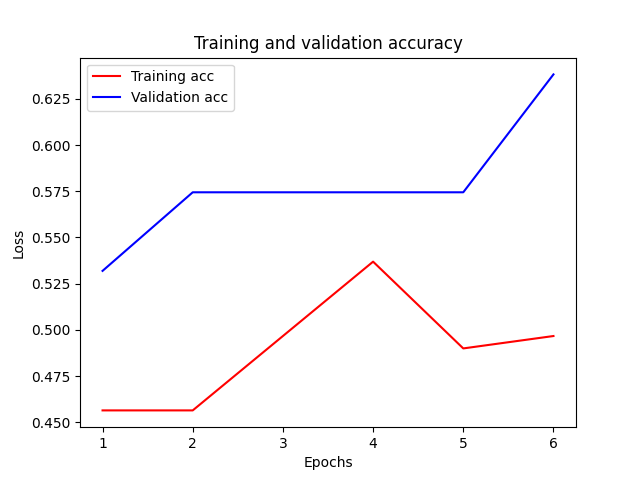 Training and validation accuracy
Training acc
Validation acc
0.625
0.600
0.575
0.550
0.525
0.500
0.475
0.450
Loss
1 2 3 4 5 6
Epochs